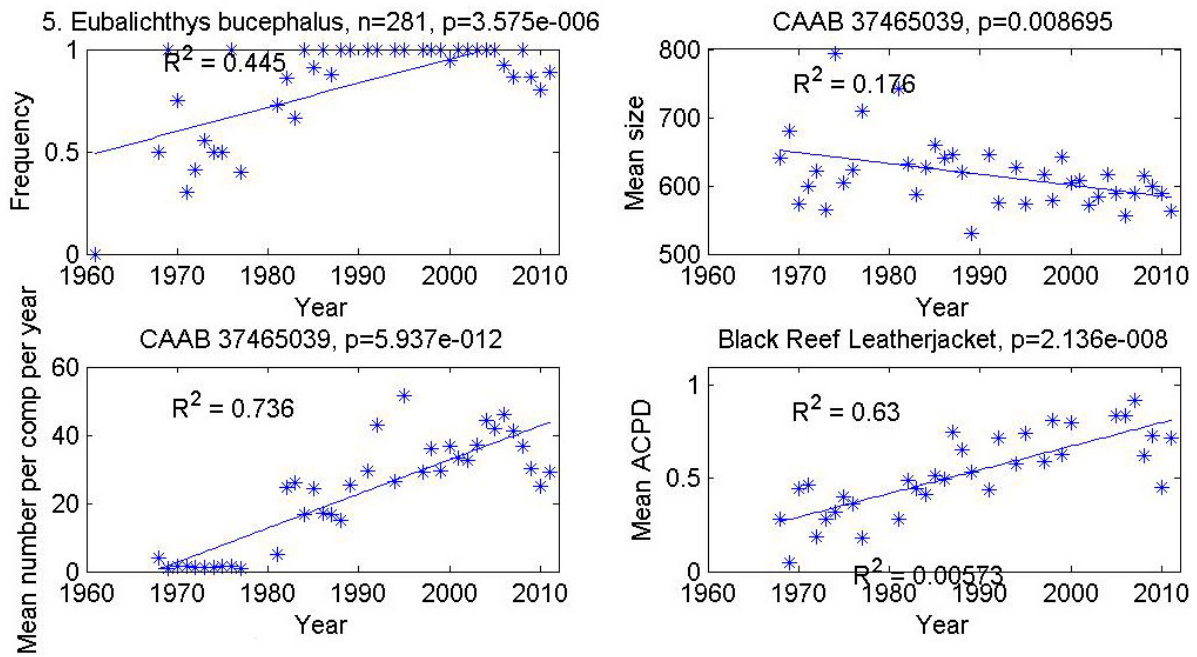 5. Eubalichthys bucephalus, n=281, p=3.575e-006
R² = 0.445
Frequency
1
0.5
0
1960 1970 1980 1990 2000 2010
Year
CAAB 37465039, p=0.008695
R² = 0.176
Mean size
800
700
600
500
1960 1970 1980 1990 2000 2010
Year
CAAB 37465039, p=5.937e-012
R² = 0.736
Mean number per comp per year
60
40
20
0
1960 1970 1980 1990 2000 2010
Year
Black Reef Leatherjacket, p=2.136e-008
R² = 0.63
Mean ACPD
1
0.5
0
R² = 0.00573
1960 1970 1980 1990 2000 2010
Year